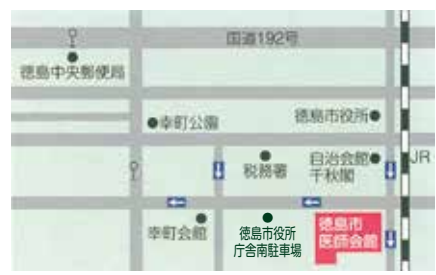 国道192号
徳島中央郵便局
幸町公園
徳島市役所
税務署
自治会館
千秋閣
JR
幸町会館
徳島市役所
庁舎南駐車場
徳島市
医師会館